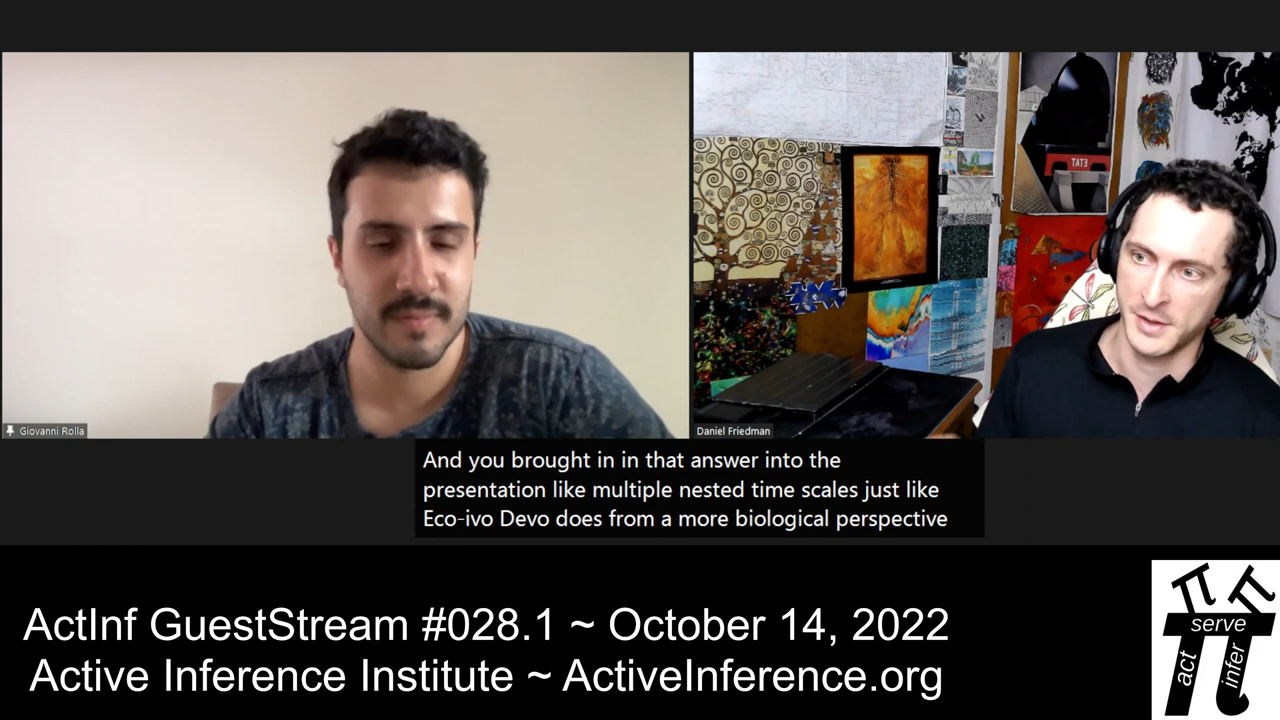 TATE
Giovanni Rolla
Daniel Friedman
And you brought in in that answer into the
presentation like multiple nested time scales just like
Eco-ivo Devo does from a more biological perspective
ActInf GuestStream #028.1 ~ October 14, 2022
Active Inference Institute ~ ActiveInference.org
serve
act
infer